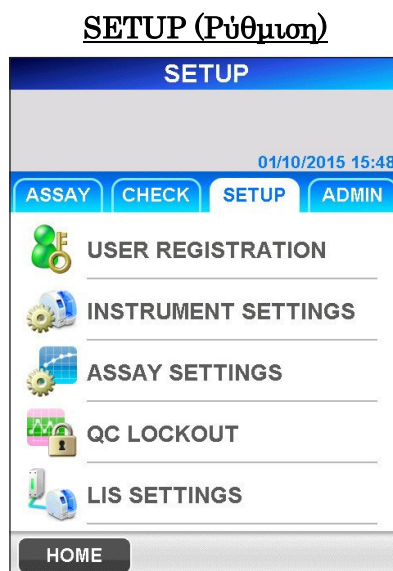 SETUP (Ρύθμιση)
SETUP
01/10/2015 15:48
ASSAY CHECK SETUP ADMIN
USER REGISTRATION
INSTRUMENT SETTINGS
ASSAY SETTINGS
QC LOCKOUT
LIS SETTINGS
HOME